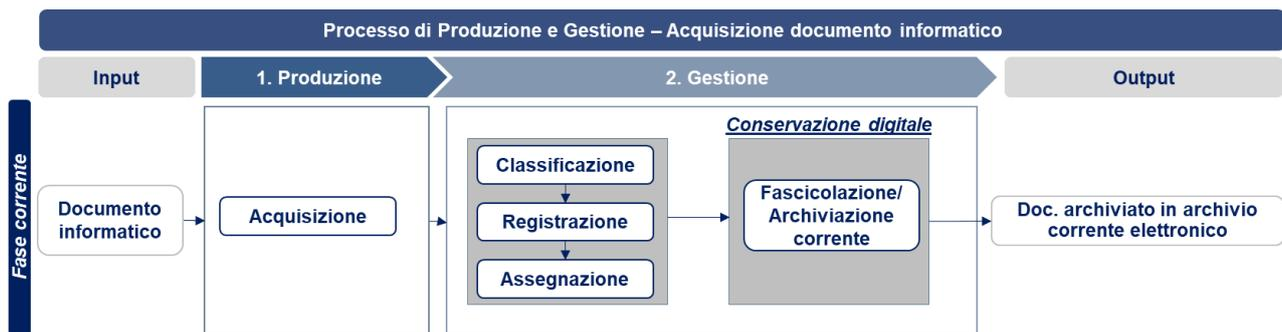 Processo di Produzione e Gestione – Acquisizione documento informatico
Input
1. Produzione
2. Gestione
Output
Fase corrente
Documento
informatico
Acquisizione
Classificazione
Registrazione
Assegnazione
Conservazione digitale
Fascicolazione/
Archiviazione
corrente
Doc. archiviato in archivio
corrente elettronico